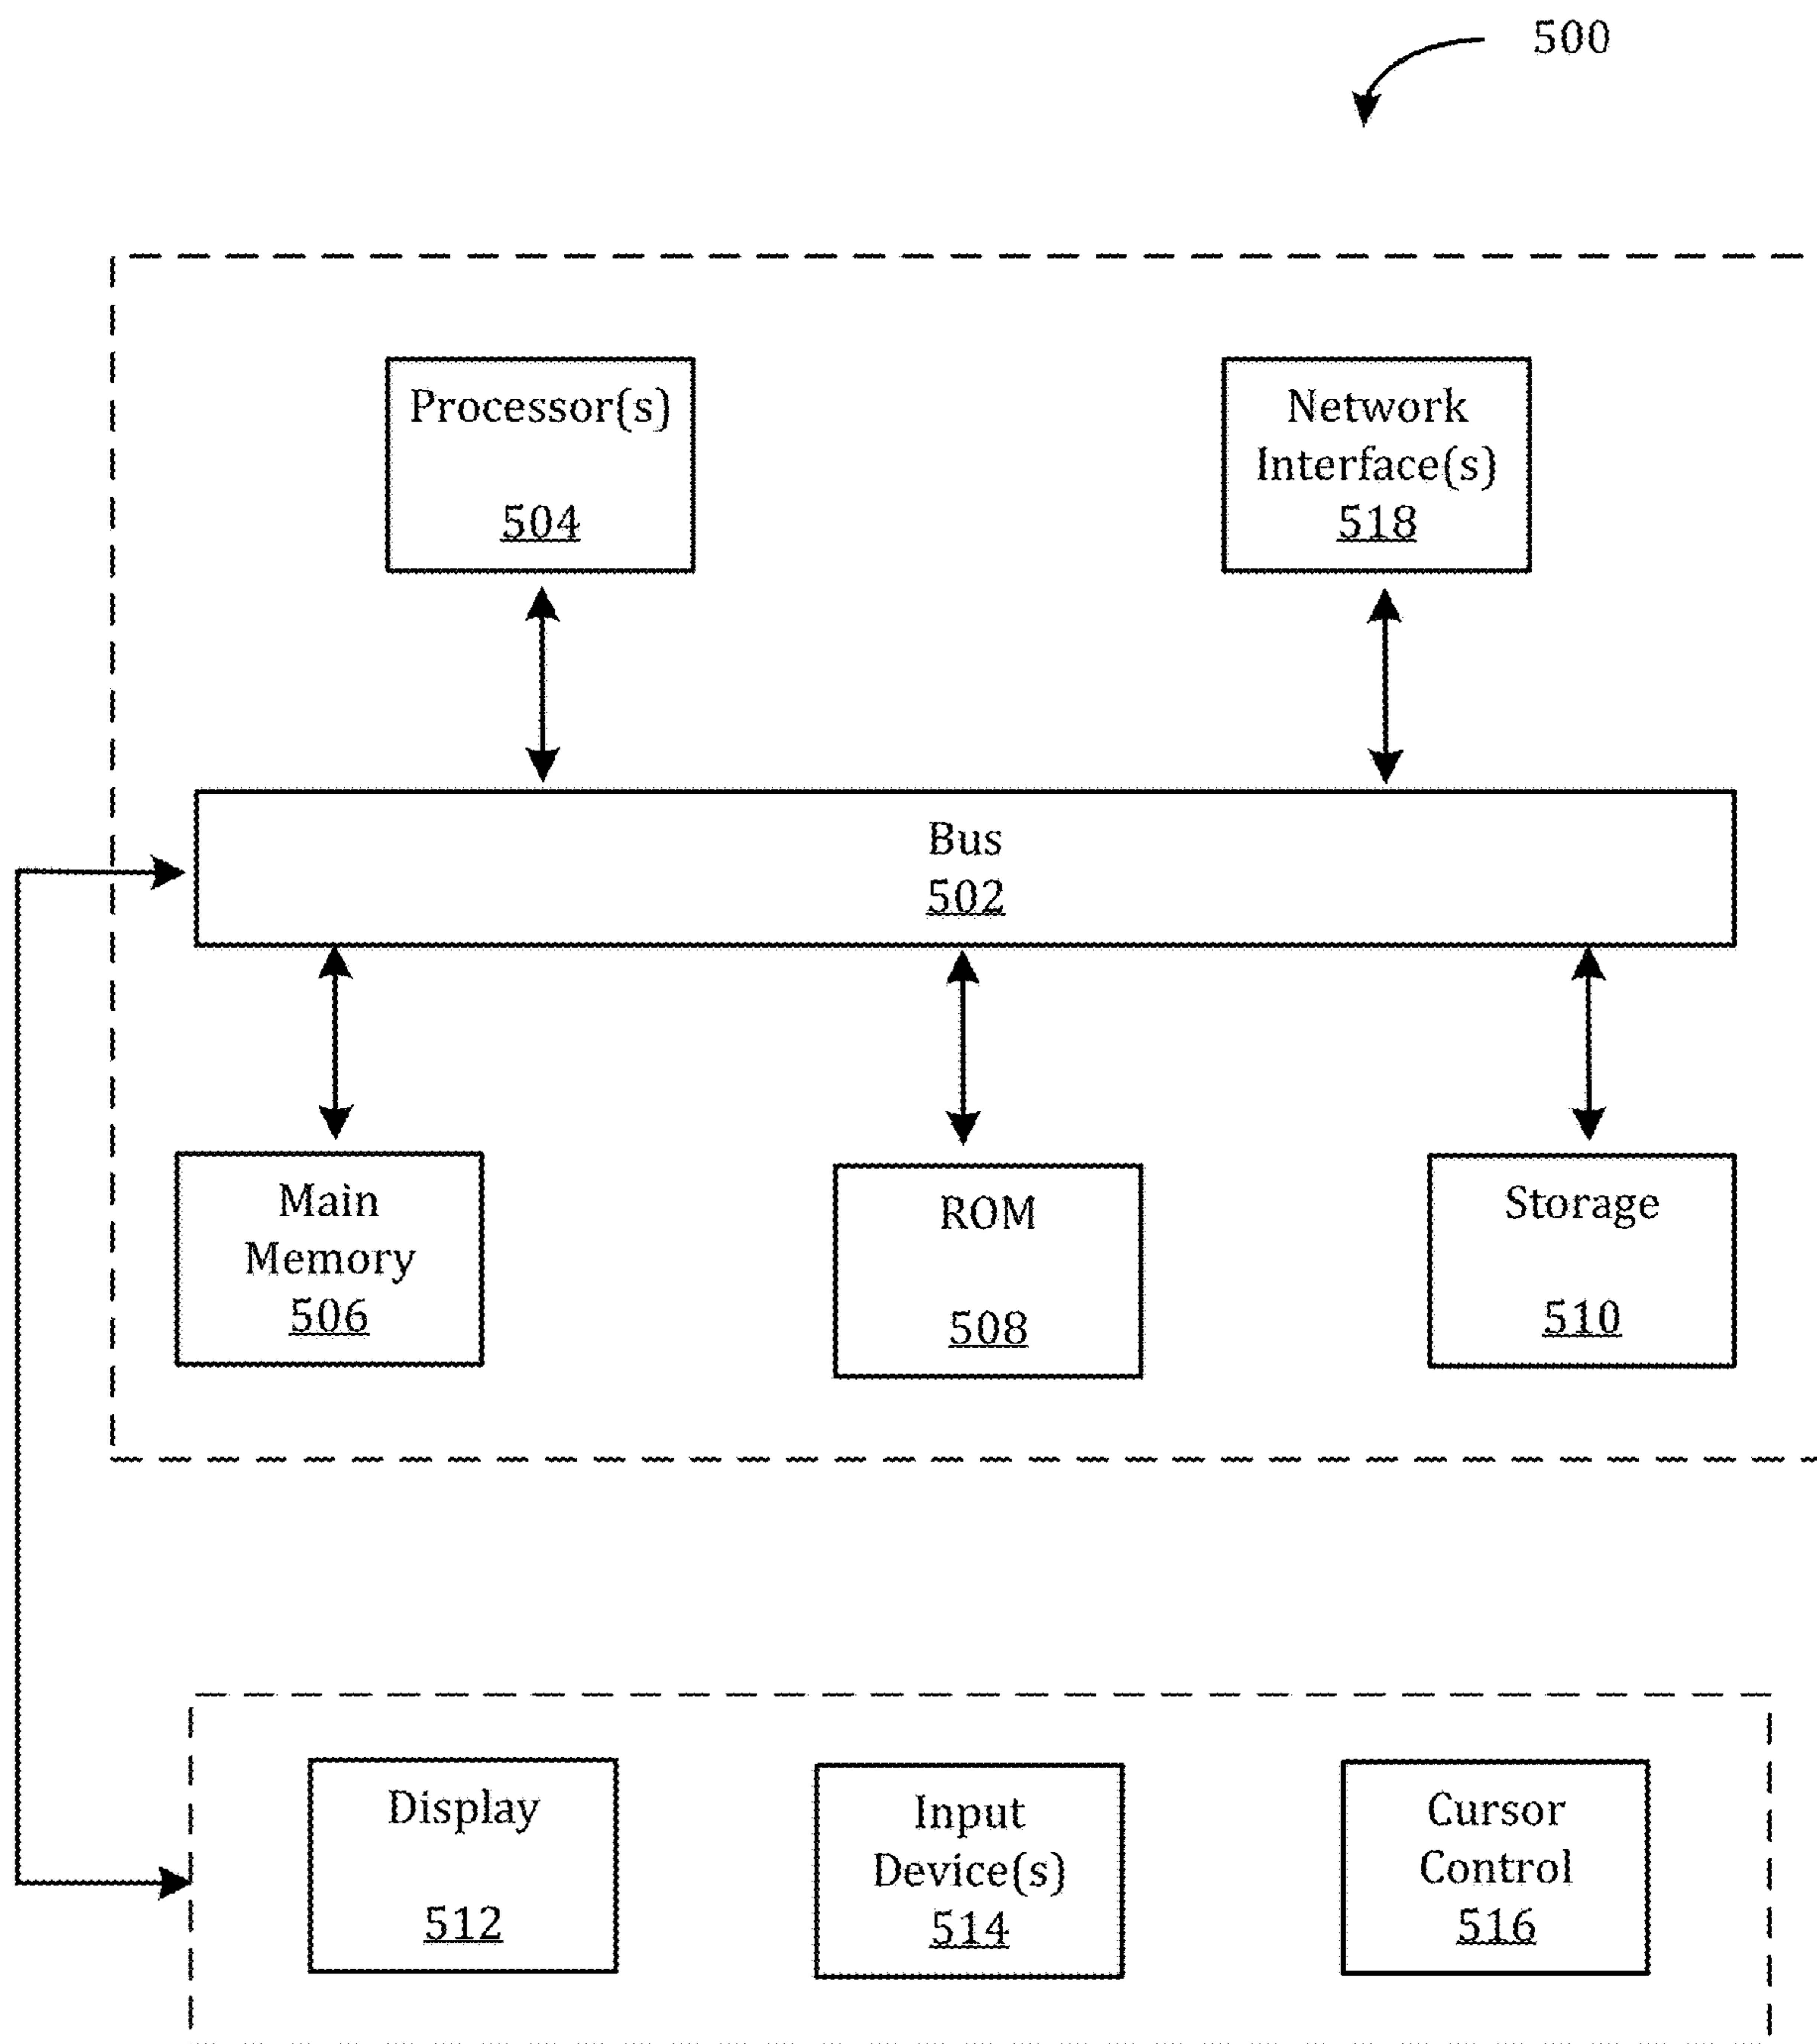 500
Processor(s)
504
Network
Interface(s)
518
Bus
502
Main
Memory
506
ROM
508
Storage
510
Display
512
Input
Device(s)
514
Cursor
Control
516